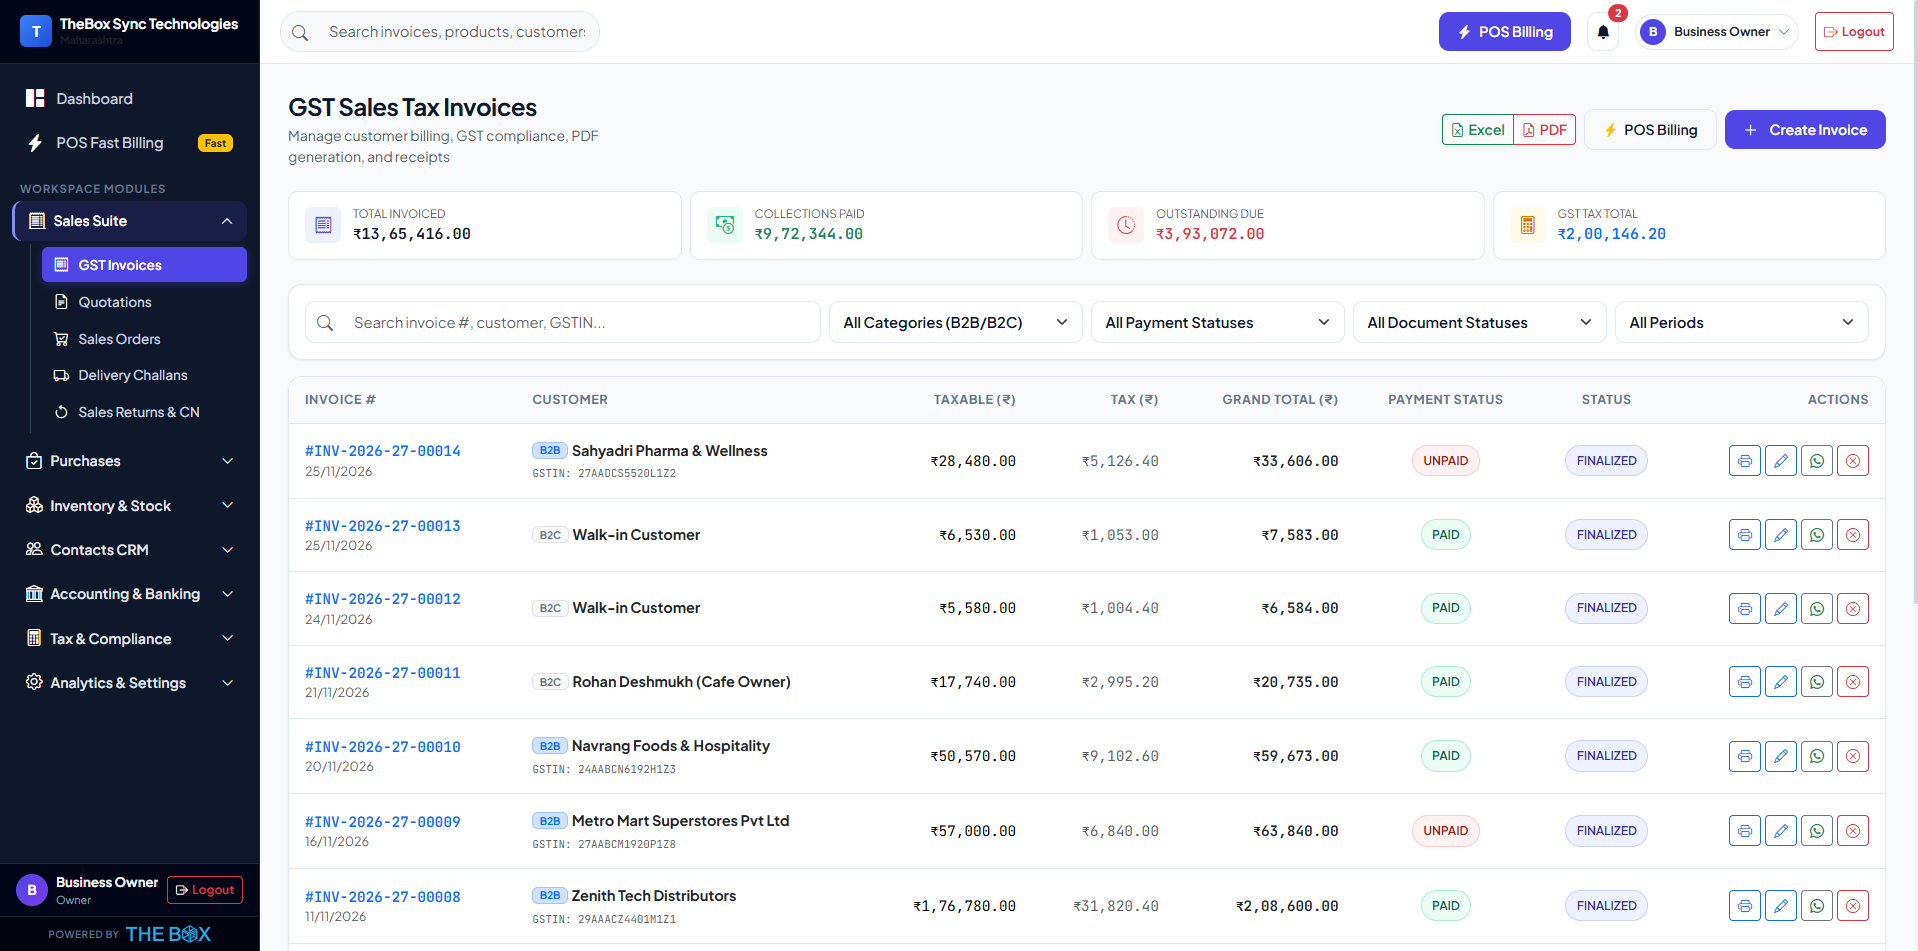 T
TheBox Sync Technologies
Maharashtra
Search invoices, products, customers
POS Billing
2
B
Business Owner
Logout
Dashboard
POS Fast Billing
Fast
WORKSPACE MODULES
Sales Suite
GST Invoices
Quotations
Sales Orders
Delivery Challans
Sales Returns & CN
Purchases
Inventory & Stock
Contacts CRM
Accounting & Banking
Tax & Compliance
Analytics & Settings
B
Business Owner
Owner
Logout
POWERED BY THE BOX
GST Sales Tax Invoices
Manage customer billing, GST compliance, PDF
generation, and receipts
Excel
PDF
POS Billing
+ Create Invoice
TOTAL INVOICED
₹13,65,416.00
COLLECTIONS PAID
₹9,72,344.00
OUTSTANDING DUE
₹3,93,072.00
GST TAX TOTAL
₹2,00,146.20
Search invoice #, customer, GSTIN...
All Categories (B2B/B2C)
All Payment Statuses
All Document Statuses
All Periods
INVOICE # CUSTOMER TAXABLE (₹) TAX (₹) GRAND TOTAL (₹) PAYMENT STATUS STATUS ACTIONS
#INV-2026-27-00014 B2B Sahyadri Pharma & Wellness ₹28,480.00 ₹5,126.40 ₹33,606.00 UNPAID FINALIZED
25/11/2026 GSTIN: 27AADCS5520L1Z2
#INV-2026-27-00013 B2C Walk-in Customer ₹6,530.00 ₹1,053.00 ₹7,583.00 PAID FINALIZED
25/11/2026
#INV-2026-27-00012 B2C Walk-in Customer ₹5,580.00 ₹1,004.40 ₹6,584.00 PAID FINALIZED
24/11/2026
#INV-2026-27-00011 B2C Rohan Deshmukh (Cafe Owner) ₹17,740.00 ₹2,995.20 ₹20,735.00 PAID FINALIZED
21/11/2026
#INV-2026-27-00010 B2B Navrang Foods & Hospitality ₹50,570.00 ₹9,102.60 ₹59,673.00 PAID FINALIZED
20/11/2026 GSTIN: 24AABCN6192H1Z3
#INV-2026-27-00009 B2B Metro Mart Superstores Pvt Ltd ₹57,000.00 ₹6,840.00 ₹63,840.00 UNPAID FINALIZED
16/11/2026 GSTIN: 27AABCM1920P1Z8
#INV-2026-27-00008 B2B Zenith Tech Distributors ₹1,76,780.00 ₹31,820.40 ₹2,08,600.00 PAID FINALIZED
11/11/2026 GSTIN: 29AAACZ4401M1Z1